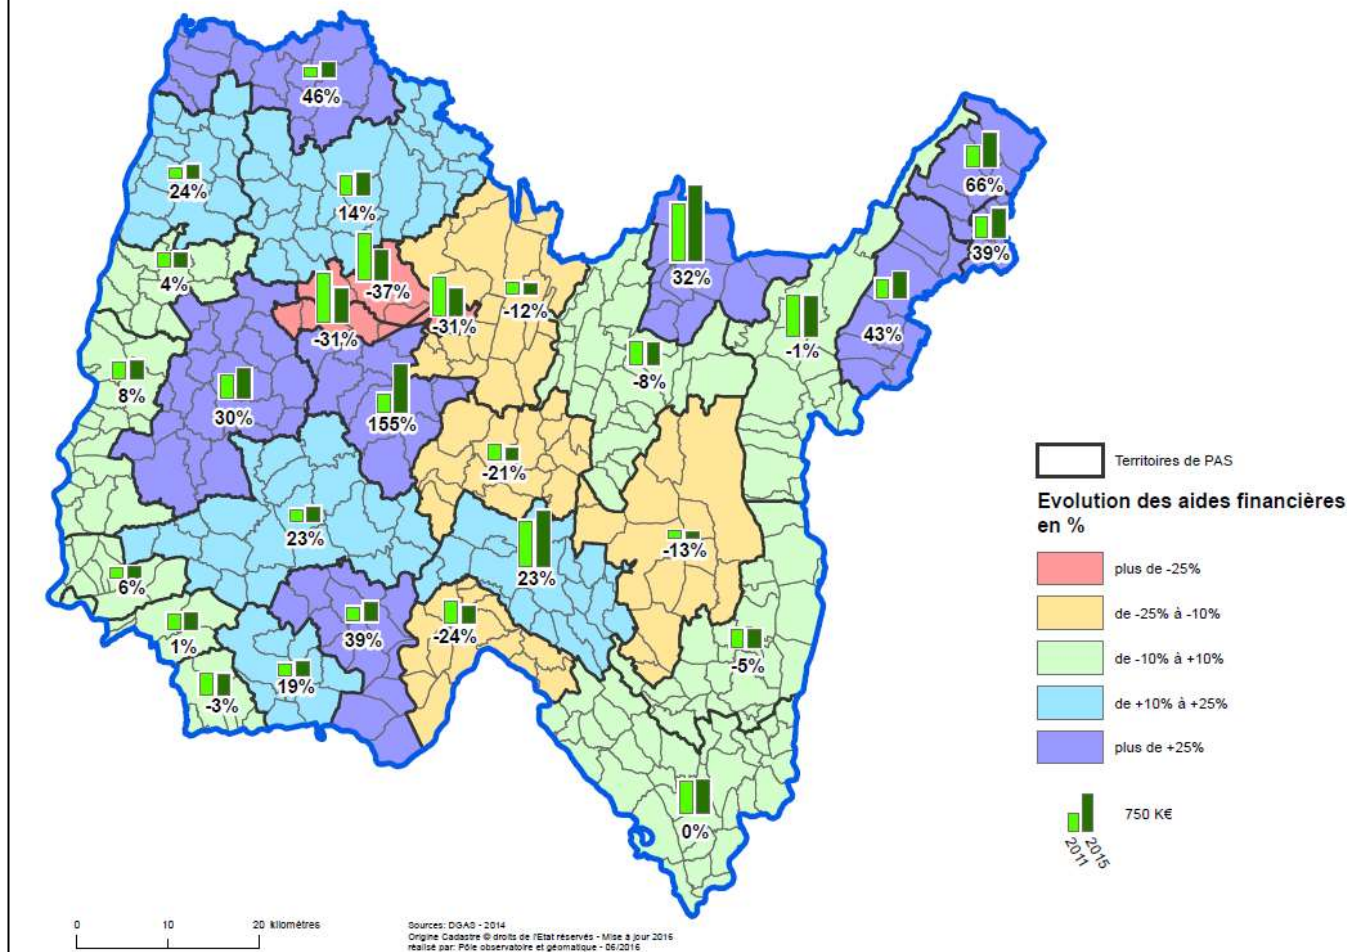 46%
24%
14%
66%
39%
4%
-37%
32%
-31%
-31%
-12%
-1%
43%
8%
30%
155%
-8%
-21%
23%
23%
-13%
6%
1%
39%
-24%
-5%
-3%
19%
0%
Territoires de PAS
Evolution des aides financières
en %
plus de -25%
de -25% à -10%
de -10% à +10%
de +10% à +25%
plus de +25%
750 K€
2011
2015
0 10 20 kilomètres
Sources: DGAS - 2014
Origine Cadastre © droits de l'Etat réservés - Mise à jour 2016
réalisé par: Pôle observatoire et géomatique - 06/2016